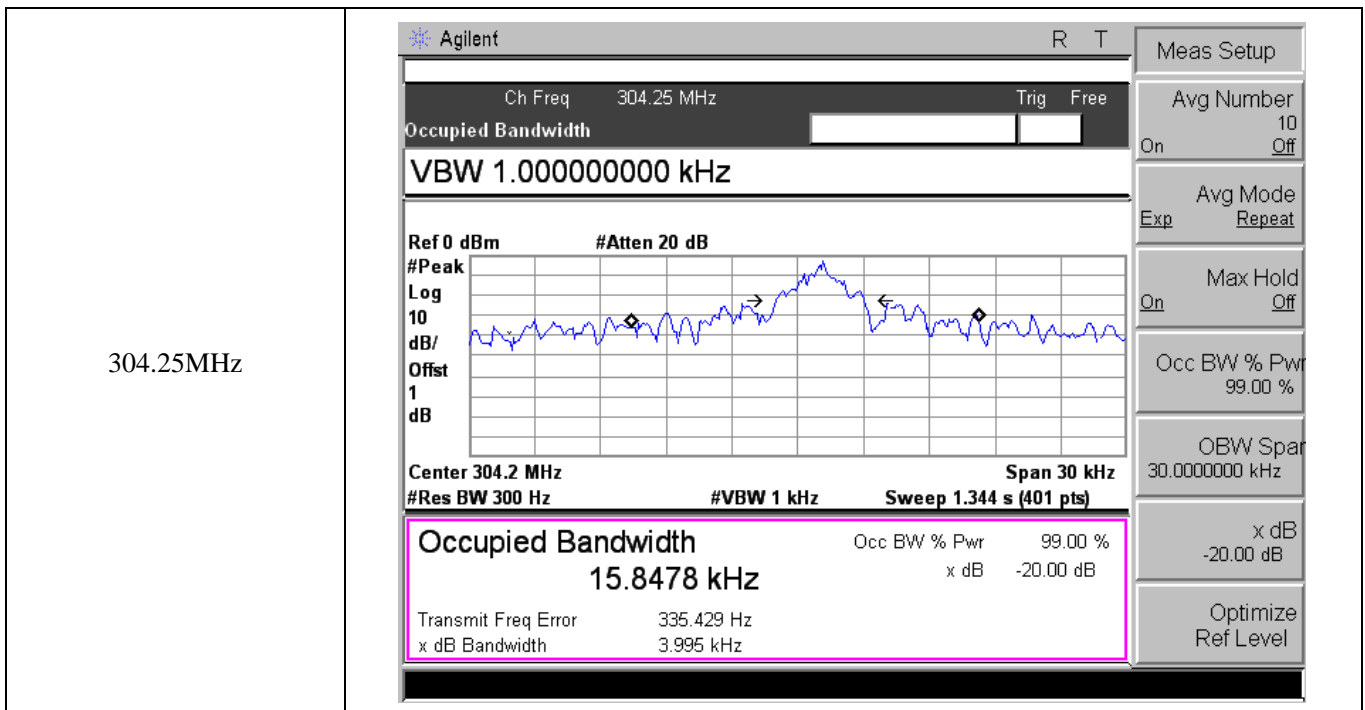 304.25MHz
Agilent R T
Ch Freq 304.25 MHz Trig Free
Occupied Bandwidth
VBW 1.000000000 kHz
Ref 0 dBm #Atten 20 dB
#Peak
Log
10
dB/
Offst
1
dB
Center 304.2 MHz Span 30 kHz
#Res BW 300 Hz #VBW 1 kHz Sweep 1.344 s (401 pts)
Occupied Bandwidth Occ BW % Pwr 99.00 %
15.8478 kHz x dB -20.00 dB
Transmit Freq Error 335.429 Hz
x dB Bandwidth 3.995 kHz
Meas Setup
Avg Number
10
On Off
Avg Mode
Exp Repeat
Max Hold
On Off
Occ BW % Pwr
99.00 %
OBW Spar
30.0000000 kHz
x dB
-20.00 dB
Optimize
Ref Level